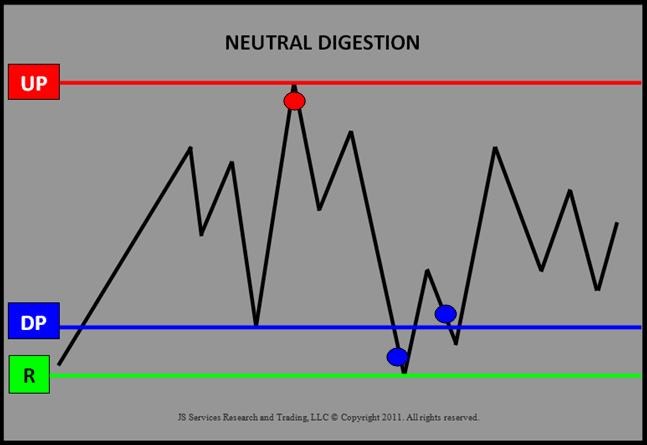 NEUTRAL DIGESTION
UP
DP
R
JS Services Research and Trading, LLC © Copyright 2011. All rights reserved.